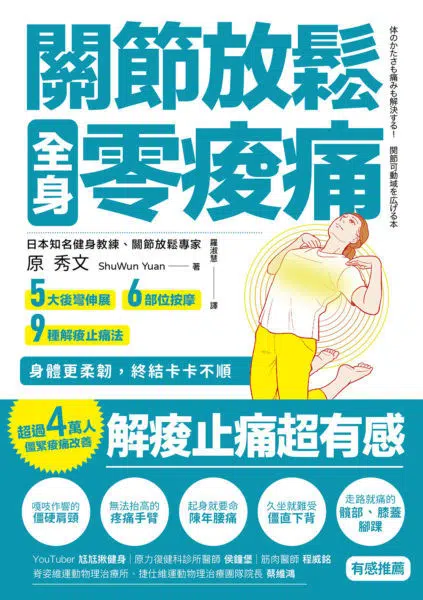 關節放鬆
全身
零痠痛
体のかたさも痛みも解決する! 関節可動域を広げる本
日本知名健身教練、關節放鬆專家
原 秀文 ShuWun Yuan——著
羅淑慧——譯
5大後彎伸展
6部位按摩
9種解痠止痛法
身體更柔韌,終結卡卡不順
超過4萬人
僵緊痠痛改善
解痠止痛超有感
嘎吱作響的
僵硬肩頸
無法抬高的
疼痛手臂
起身就要命
陳年腰痛
久坐就難受
僵直下背
走路就痛的
髖部、膝蓋
腳踝
YouTuber 尪尪揪健身|原力復健科診所醫師 侯鐘堡|筋肉醫師 程威銘
脊姿維運動物理治療所、捷仕維運動物理治療團隊院長 蔡維鴻
有感推薦